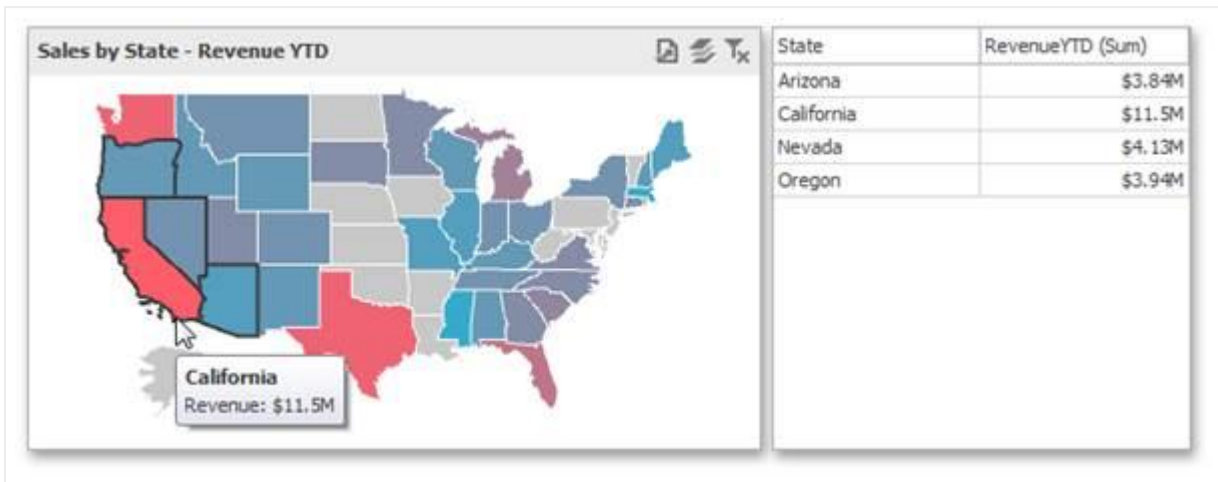 Sales by State - Revenue YTD
California
Revenue: $11.5M
State RevenueYTD (Sum)
Arizona $3.84M
California $11.5M
Nevada $4.13M
Oregon $3.94M